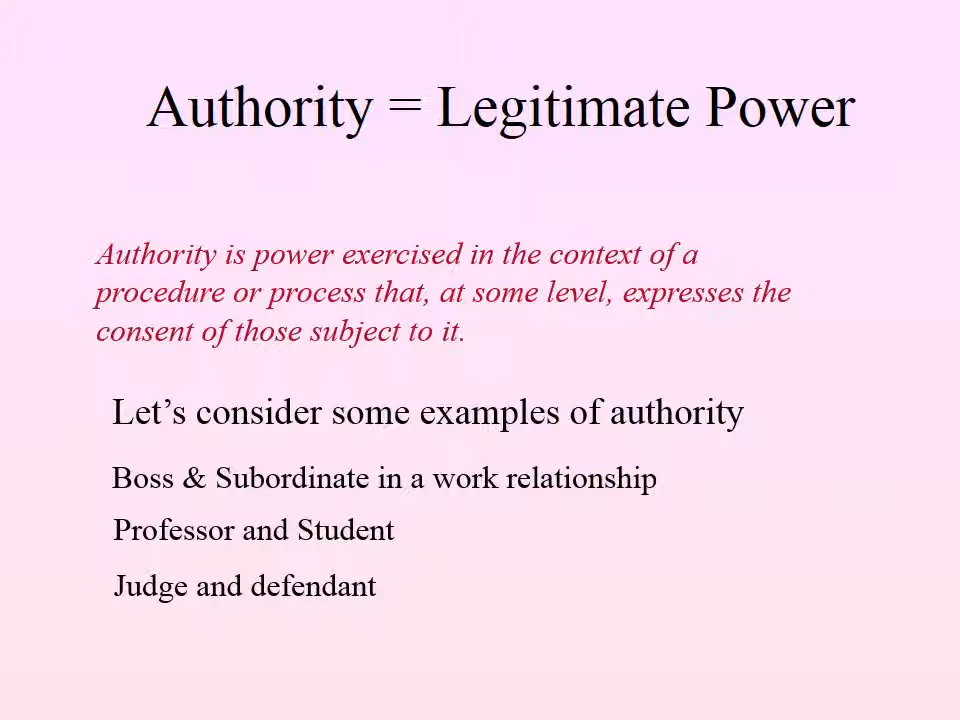 Authority = Legitimate Power
Authority is power exercised in the context of a
procedure or process that, at some level, expresses the
consent of those subject to it.
Let’s consider some examples of authority
Boss & Subordinate in a work relationship
Professor and Student
Judge and defendant